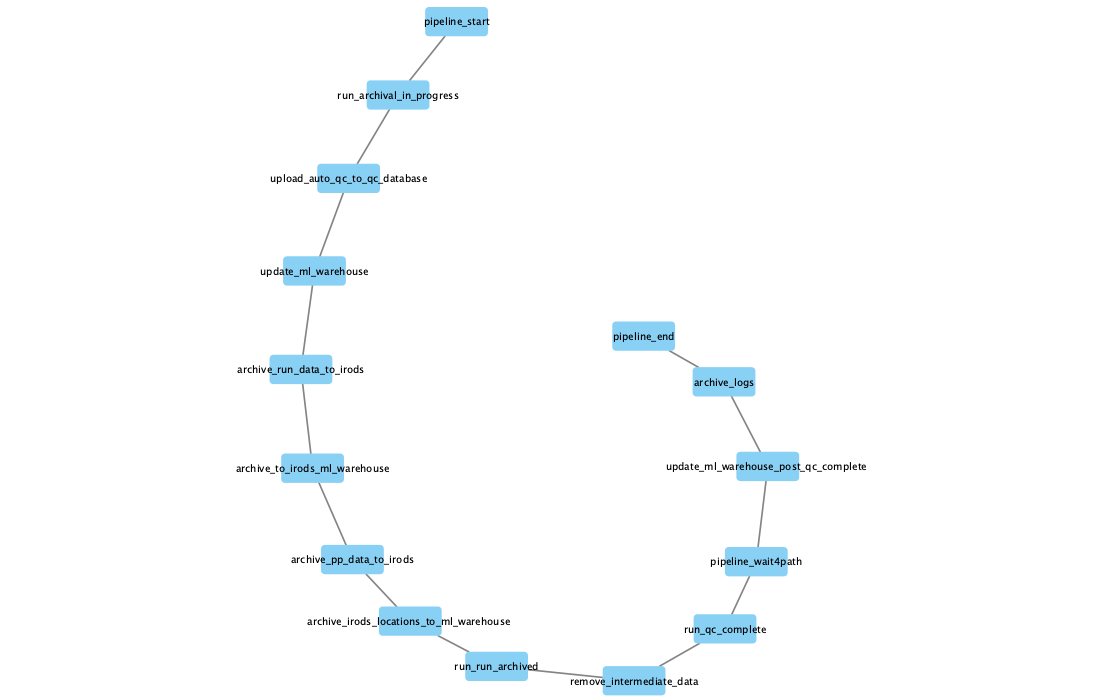 pipeline_start
run_archival_in_progress
upload_auto_qc_to_qc_database
update_ml_warehouse
archive_run_data_to_irods
archive_to_irods_ml_warehouse
archive_pp_data_to_irods
archive_irods_locations_to_ml_warehouse
run_run_archived
remove_intermediate_data
run_qc_complete
pipeline_wait4path
update_ml_warehouse_post_qc_complete
archive_logs
pipeline_end